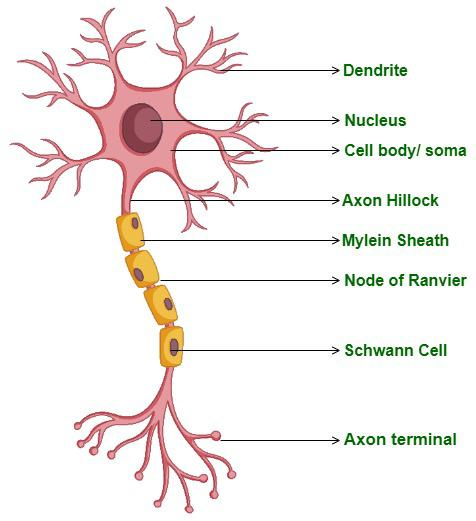 Dendrite
Nucleus
Cell body/ soma
Axon Hillock
Mylein Sheath
Node of Ranvier
Schwann Cell
Axon terminal